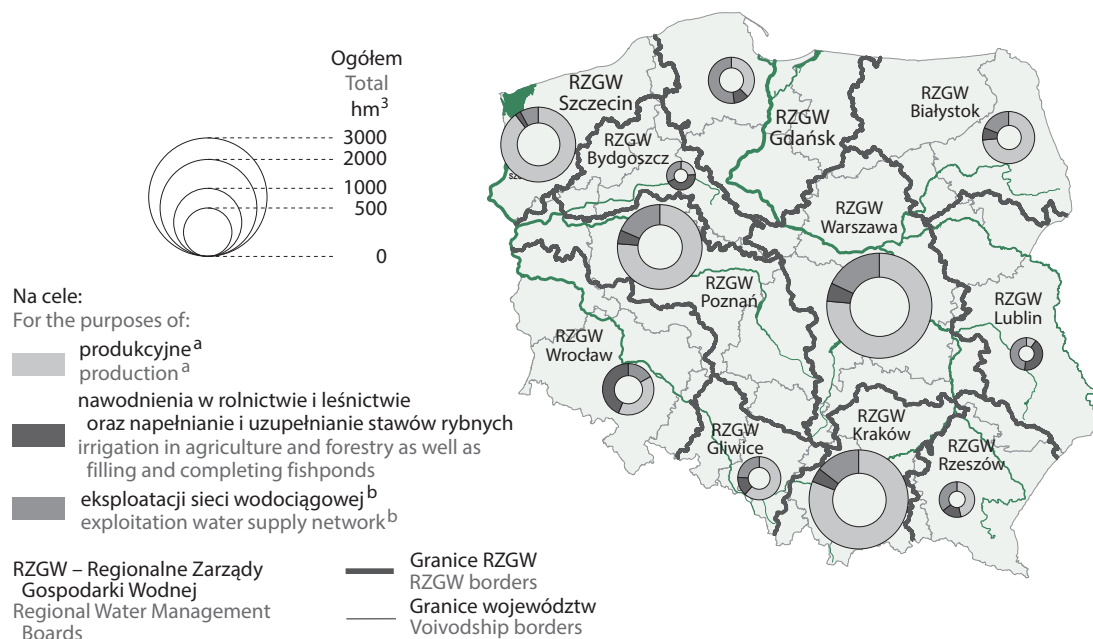 Ogółem
Total
hm³
3000
2000
1000
500
0
Na cele:
For the purposes of:
produkcyjneᵃ
productionᵃ
nawodnienia w rolnictwie i leśnictwie
oraz napełnianie i uzupełnianie stawów rybnych
irrigation in agriculture and forestry as well as
filling and completing fishponds
eksploatacji sieci wodociągowejᵇ
exploitation water supply networkᵇ
RZGW – Regionalne Zarządy
Gospodarki Wodnej
Regional Water Management
Boards
Granice RZGW
RZGW borders
Granice województw
Voivodship borders
RZGW
Szczecin
RZGW
Bydgoszcz
RZGW
Gdańsk
RZGW
Białystok
RZGW
Warszawa
RZGW
Poznań
RZGW
Lublin
RZGW
Wrocław
RZGW
Gliwice
RZGW
Kraków
RZGW
Rzeszów